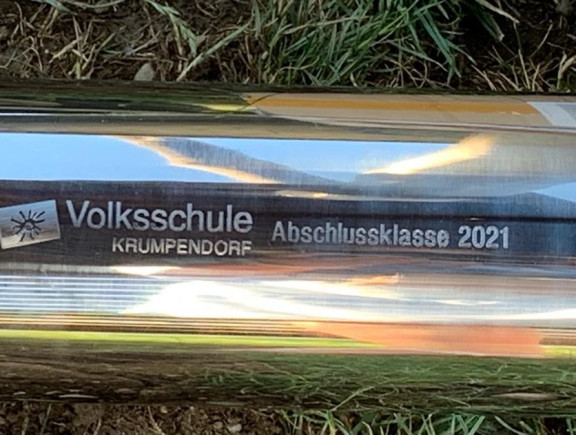 Volksschule
KRUMPENDORF
Abschlussklasse 2021